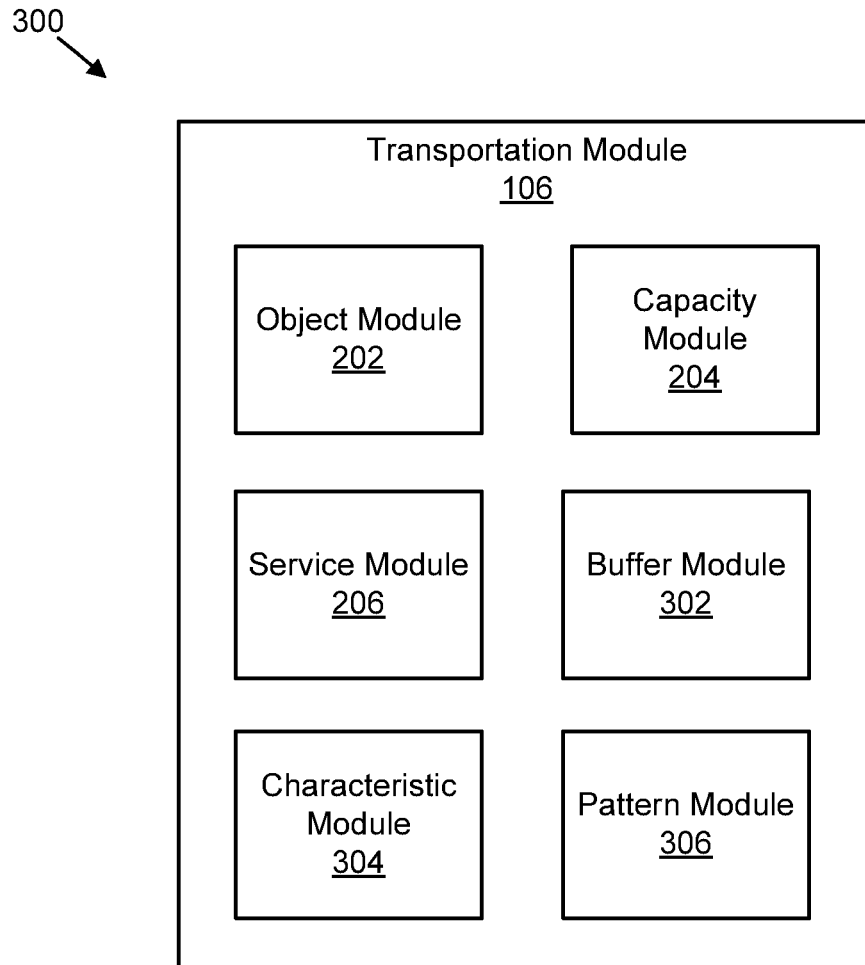 300
Transportation Module
106
Object Module
202
Capacity
Module
204
Service Module
206
Buffer Module
302
Characteristic
Module
304
Pattern Module
306